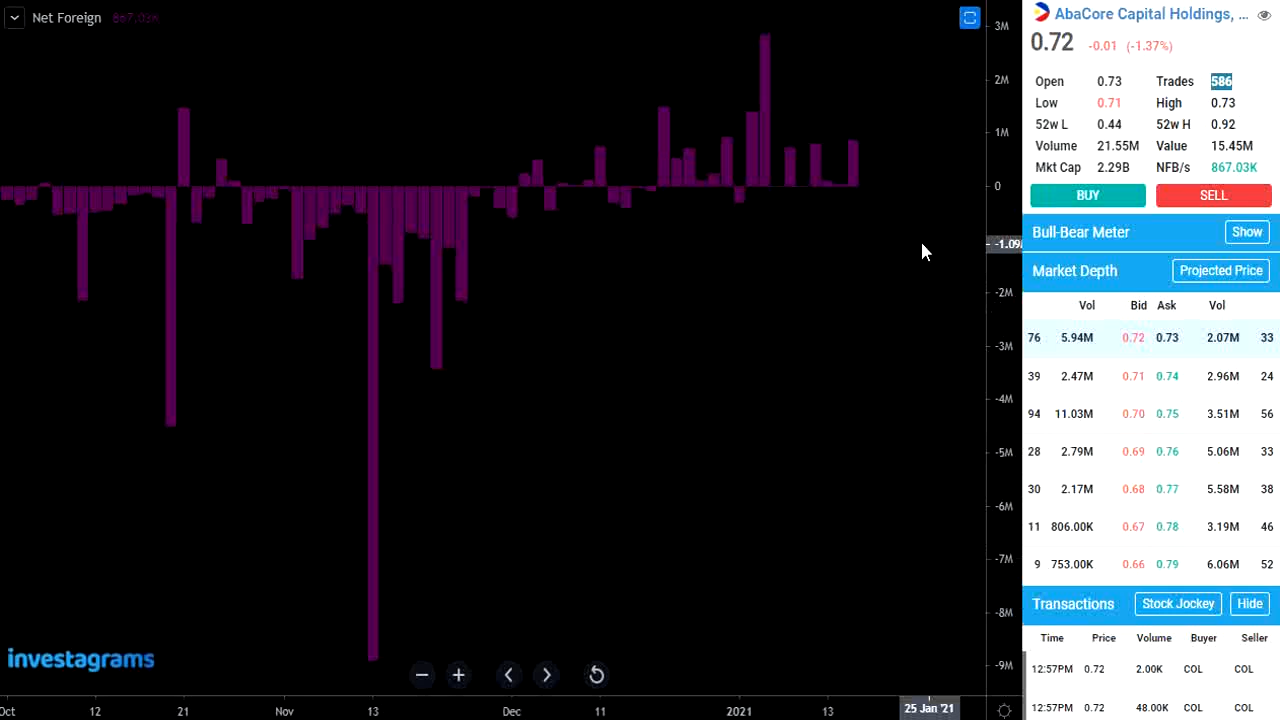 Net Foreign 867.03K
3M
2M
1M
0
-1.09
-2M
-3M
-4M
-5M
-6M
-7M
-8M
-9M
investagrams
Oct 12 21 Nov 13 Dec 11 2021 13 25 Jan '21
AbaCore Capital Holdings, ...
0.72 -0.01 (-1.37%)
Open 0.73 Trades 586
Low 0.71 High 0.73
52w L 0.44 52w H 0.92
Volume 21.55M Value 15.45M
Mkt Cap 2.29B NFB/s 867.03K
BUY SELL
Bull-Bear Meter Show
Market Depth Projected Price
Vol Bid Ask Vol
76 5.94M 0.72 0.73 2.07M 33
39 2.47M 0.71 0.74 2.96M 24
94 11.03M 0.70 0.75 3.51M 56
28 2.79M 0.69 0.76 5.06M 33
30 2.17M 0.68 0.77 5.58M 38
11 806.00K 0.67 0.78 3.19M 46
9 753.00K 0.66 0.79 6.06M 52
Transactions Stock Jockey Hide
Time Price Volume Buyer Seller
12:57PM 0.72 2.00K COL COL
12:57PM 0.72 48.00K COL COL